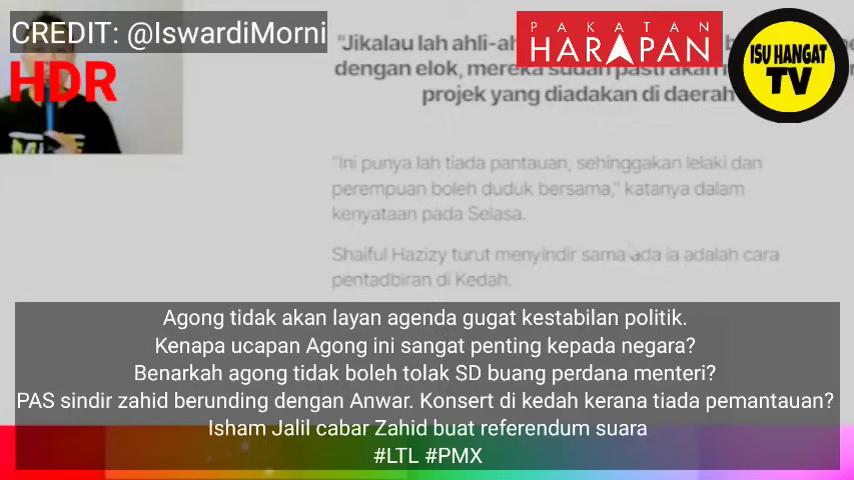 CREDIT: @IswardiMorni
HDR
PAKATAN
HARAPAN
ISU HANGAT
TV
"Jikalau lah ahli-ah
dengan elok, mereka sudah pasti akan
projek yang diadakan di daerah
"Ini punya lah tiada pantauan, sehinggakan lelaki dan
perempuan boleh duduk bersama," katanya dalam
kenyataan pada Selasa.
Shaiful Hazizy turut menyindir sama ada ia adalah cara
pentadbiran di Kedah.
Agong tidak akan layan agenda gugat kestabilan politik.
Kenapa ucapan Agong ini sangat penting kepada negara?
Benarkah agong tidak boleh tolak SD buang perdana menteri?
PAS sindir zahid berunding dengan Anwar. Konsert di kedah kerana tiada pemantauan?
Isham Jalil cabar Zahid buat referendum suara
#LTL #PMX